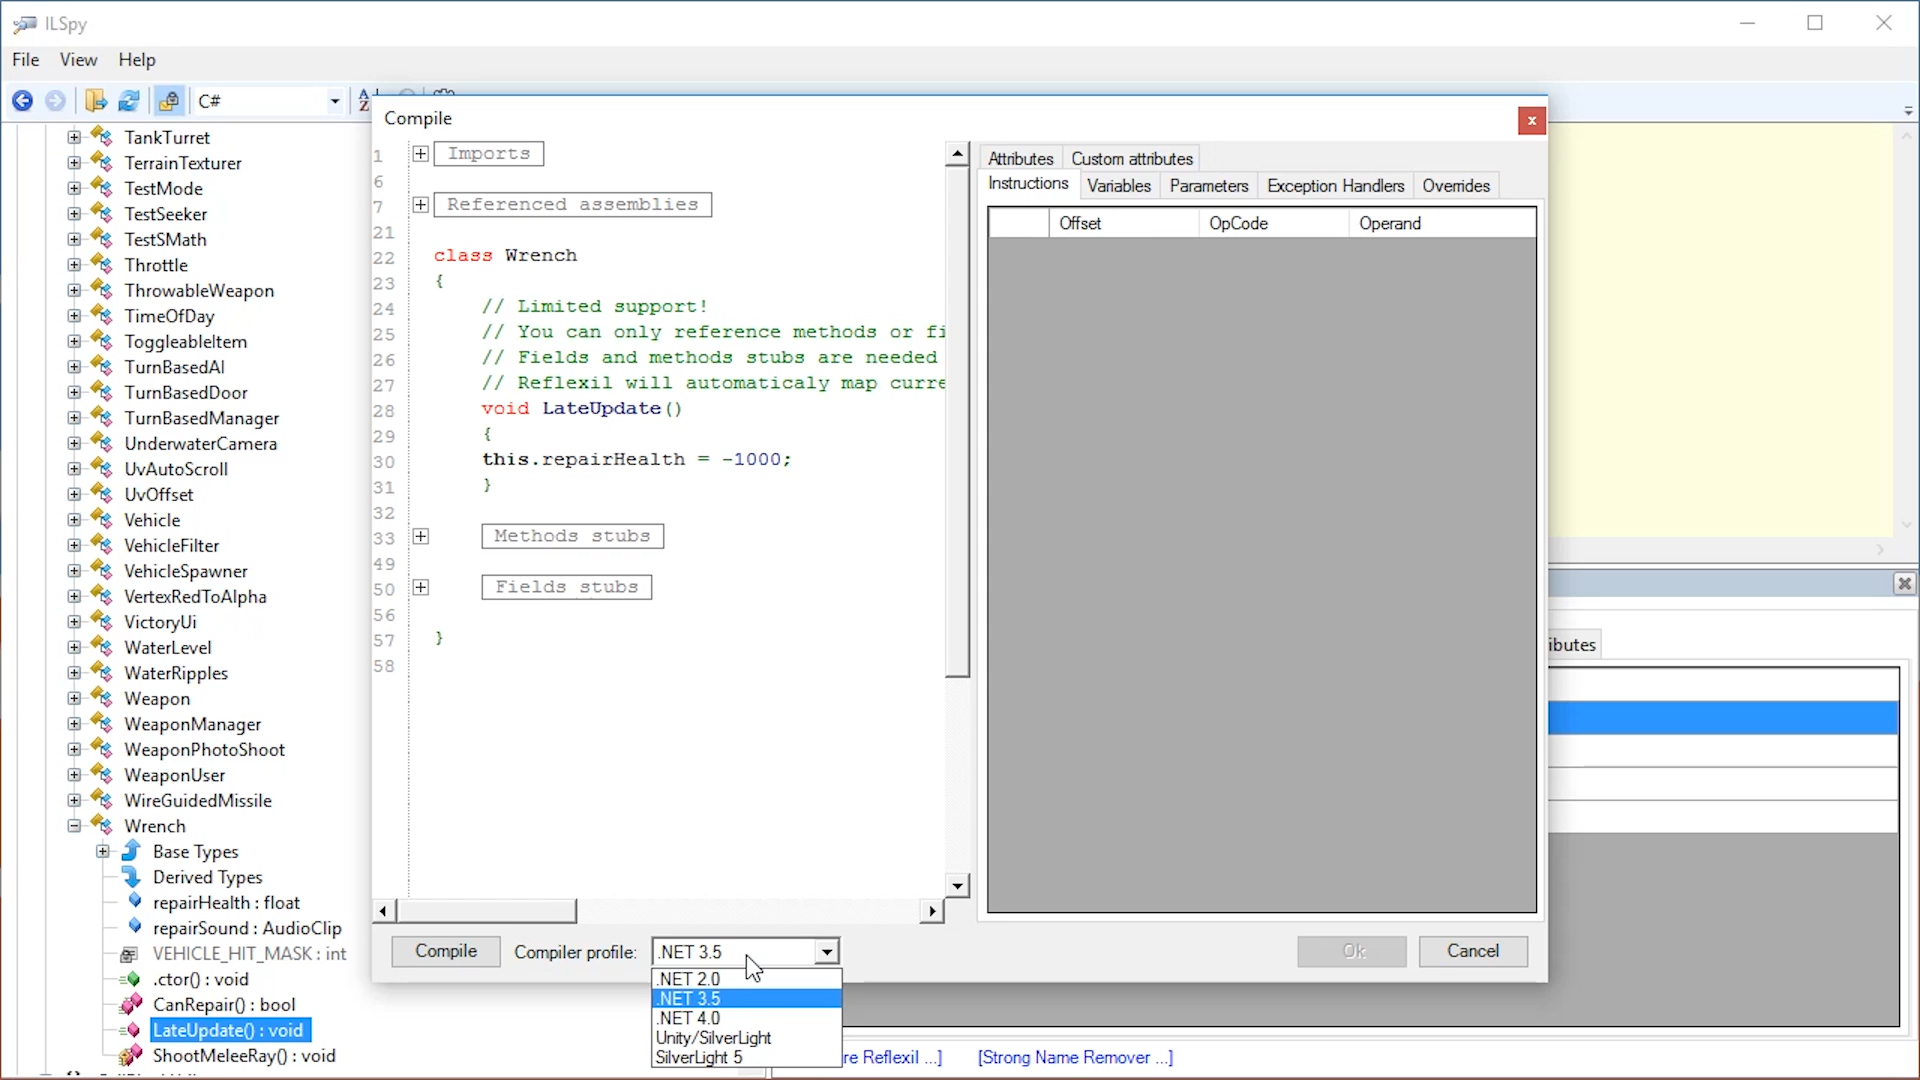 ILSpy
File View Help
C#
TankTurret
TerrainTexturer
TestMode
TestSeeker
TestSMath
Throttle
ThrowableWeapon
TimeOfDay
ToggleableItem
TurnBasedAI
TurnBasedDoor
TurnBasedManager
UnderwaterCamera
UvAutoScroll
UvOffset
Vehicle
VehicleFilter
VehicleSpawner
VertexRedToAlpha
VictoryUi
WaterLevel
WaterRipples
Weapon
WeaponManager
WeaponPhotoShoot
WeaponUser
WireGuidedMissile
Wrench
Base Types
Derived Types
repairHealth : float
repairSound : AudioClip
VEHICLE_HIT_MASK : int
.ctor() : void
CanRepair() : bool
LateUpdate() : void
ShootMeleeRay() : void
Compile
1 Imports
6
7 Referenced assemblies
21
22 class Wrench
23 {
24 // Limited support!
25 // You can only reference methods or fi
26 // Fields and methods stubs are needed
27 // Reflexil will automaticaly map curre
28 void LateUpdate()
29 {
30 this.repairHealth = -1000;
31 }
32
33 Methods stubs
49
50 Fields stubs
56
57 }
58
Attributes Custom attributes
Instructions Variables Parameters Exception Handlers Overrides
Offset OpCode Operand
Compile Compiler profile: .NET 3.5 Ok Cancel
.NET 2.0
.NET 3.5
.NET 4.0
Unity/SilverLight
SilverLight 5
ibutes
re Reflexil ...] [Strong Name Remover ...]